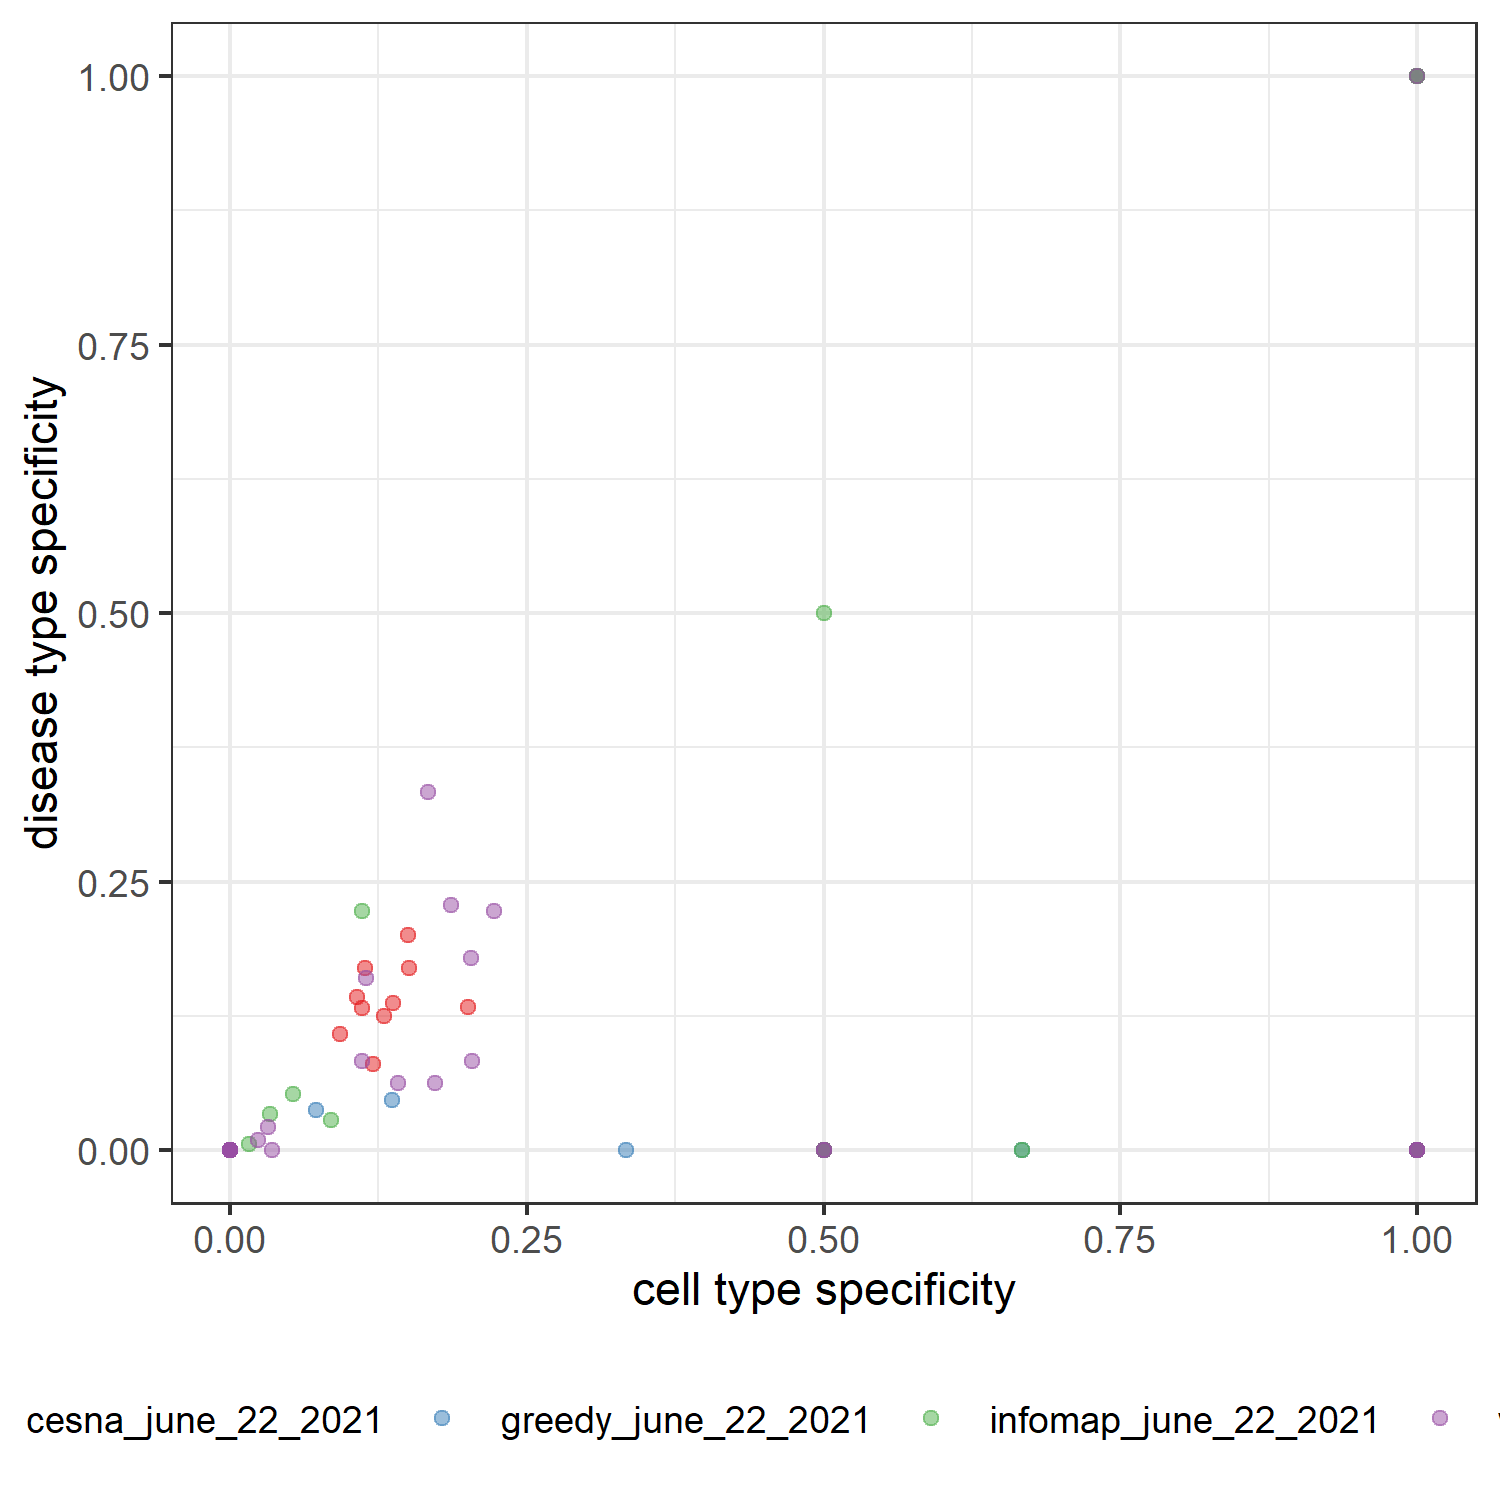 1.00
0.75
0.50
0.25
0.00
disease type specificity
0.00 0.25 0.50 0.75 1.00
cell type specificity
cesna_june_22_2021 greedy_june_22_2021 infomap_june_22_2021